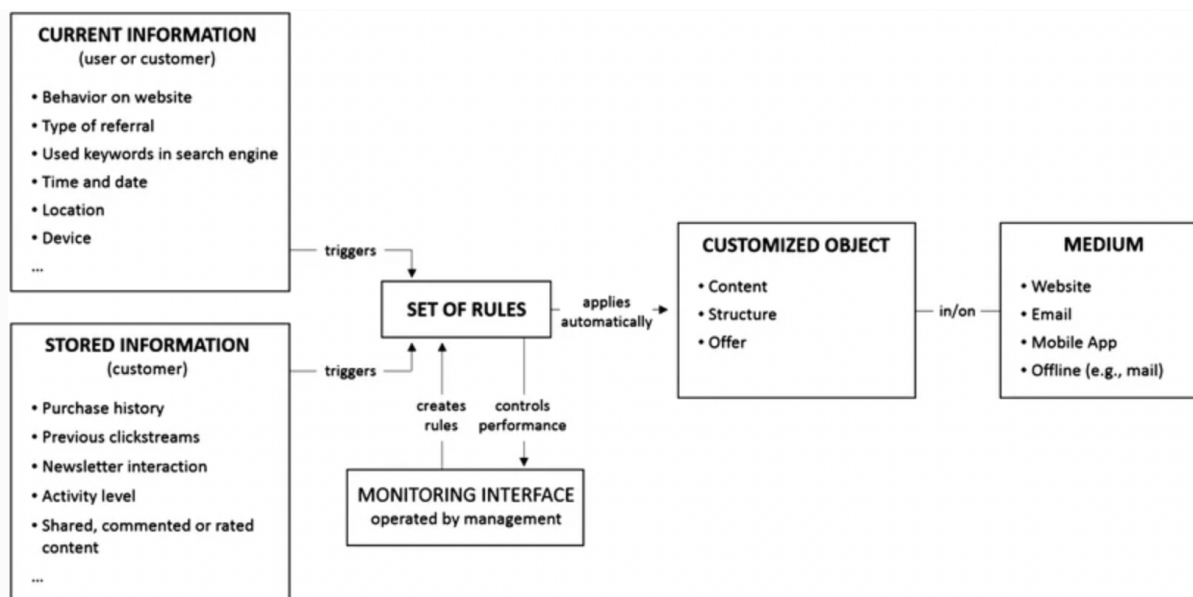 CURRENT INFORMATION
(user or customer)
• Behavior on website
• Type of referral
• Used keywords in search engine
• Time and date
• Location
• Device
...
triggers
STORED INFORMATION
(customer)
• Purchase history
• Previous clickstreams
• Newsletter interaction
• Activity level
• Shared, commented or rated
content
...
triggers
SET OF RULES
creates
rules
controls
performance
MONITORING INTERFACE
operated by management
applies
automatically
CUSTOMIZED OBJECT
• Content
• Structure
• Offer
in/on
MEDIUM
• Website
• Email
• Mobile App
• Offline (e.g., mail)